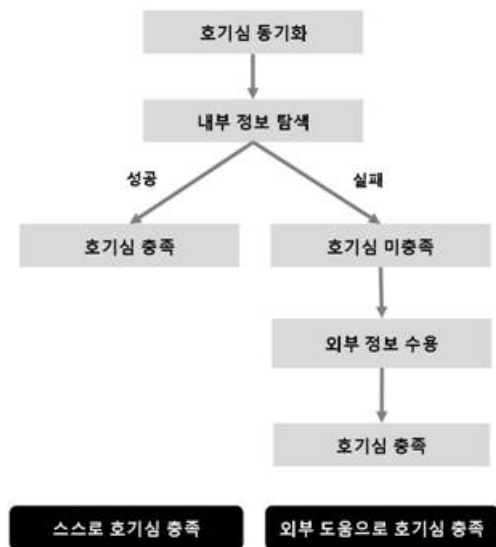 호기심 동기화
내부 정보 탐색
성공
실패
호기심 충족
호기심 미충족
외부 정보 수용
호기심 충족
스스로 호기심 충족
외부 도움으로 호기심 충족